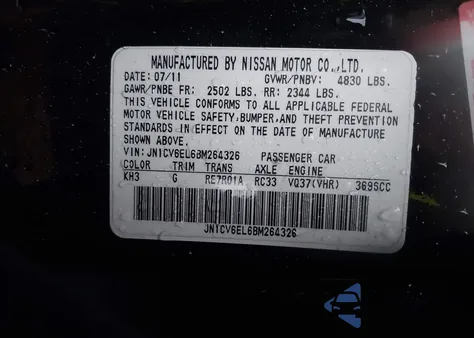 MANUFACTURED BY NISSAN MOTOR CO.,LTD.
DATE: 07/11 GVWR/PNBV: 4830 LBS.
GAWR/PNBE FR: 2502 LBS. RR: 2344 LBS.
THIS VEHICLE CONFORMS TO ALL APPLICABLE FEDERAL
MOTOR VEHICLE SAFETY,BUMPER,AND THEFT PREVENTION
STANDARDS IN EFFECT ON THE DATE OF MANUFACTURE
SHOWN ABOVE.
VIN: JN1CV6EL6BM264326 PASSENGER CAR
COLOR TRIM TRANS AXLE ENGINE
KH3 G RE7R01A RC33 VQ37(VHR) 3696CC
JN1CV6EL6BM264326